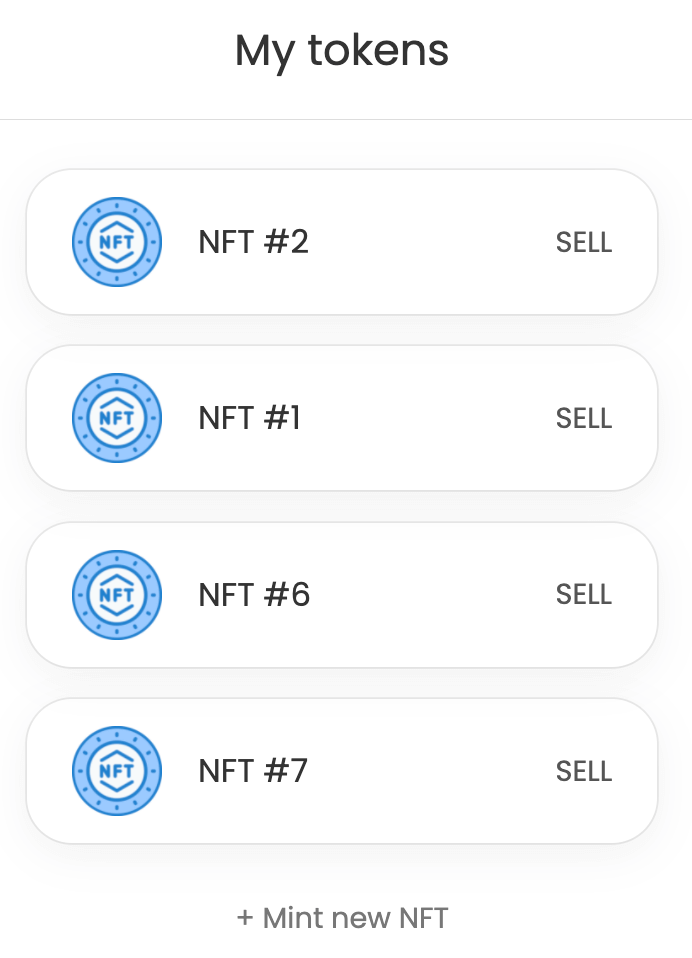 My tokens
NFT NFT #2 SELL
NFT NFT #1 SELL
NFT NFT #6 SELL
NFT NFT #7 SELL
+ Mint new NFT